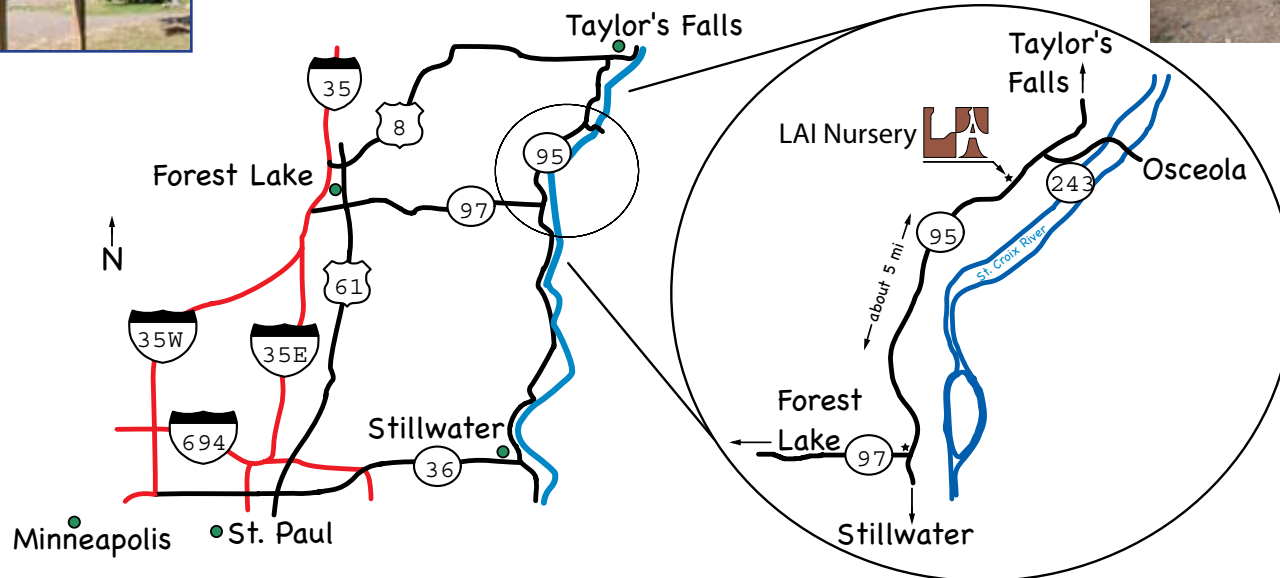 Taylor's Falls
35
8
95
Forest Lake
97
N
61
35W
35E
694
Stillwater
36
Minneapolis
St. Paul
Taylor's
Falls
LAI Nursery
LA
Osceola
243
95
St. Croix River
about 5 mi
Forest
Lake
97
Stillwater